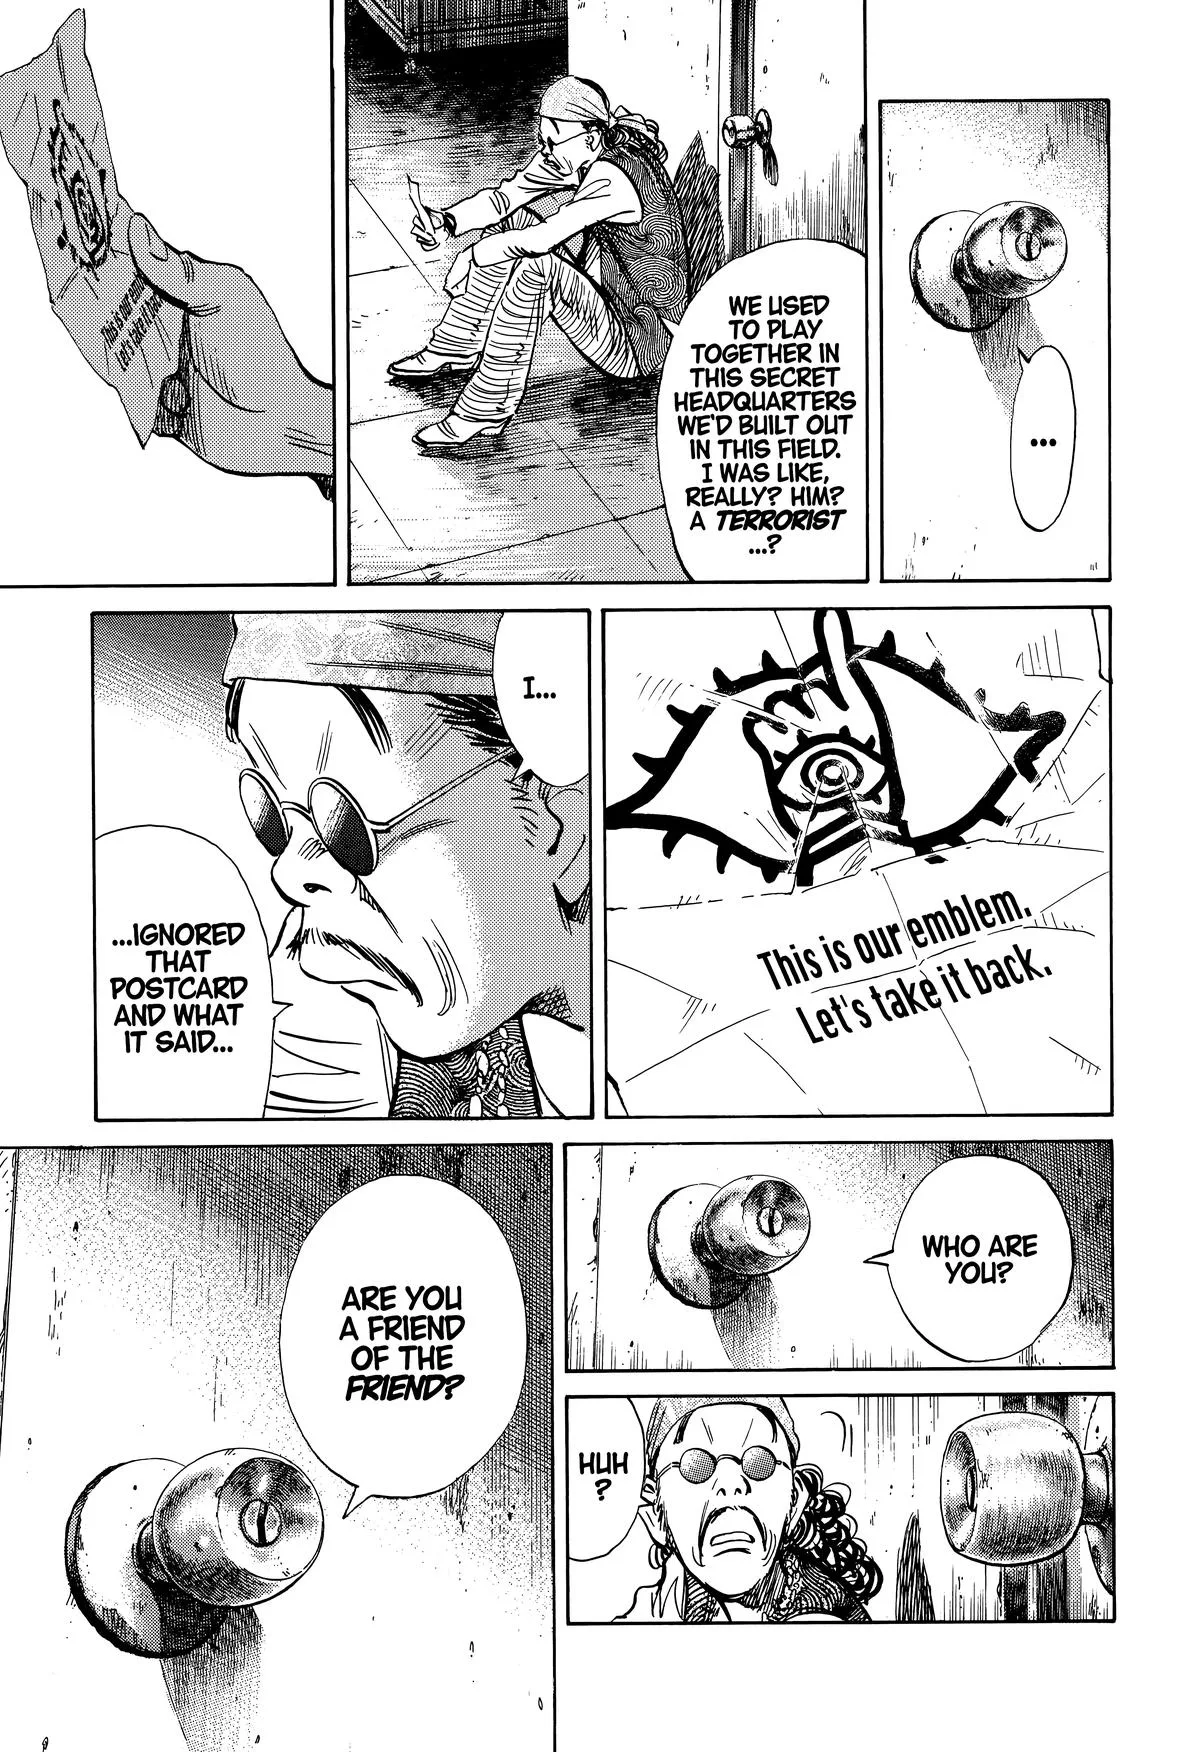 ...
WE USED
TO PLAY
TOGETHER IN
THIS SECRET
HEADQUARTERS
WE'D BUILT OUT
IN THIS FIELD.
I WAS LIKE,
REALLY? HIM?
A TERRORIST
...?
This is our
Let's take it
This is our emblem.
Let's take it back.
I...
...IGNORED
THAT
POSTCARD
AND WHAT
IT SAID...
WHO ARE
YOU?
HUH
?
ARE YOU
A FRIEND
OF THE
FRIEND?